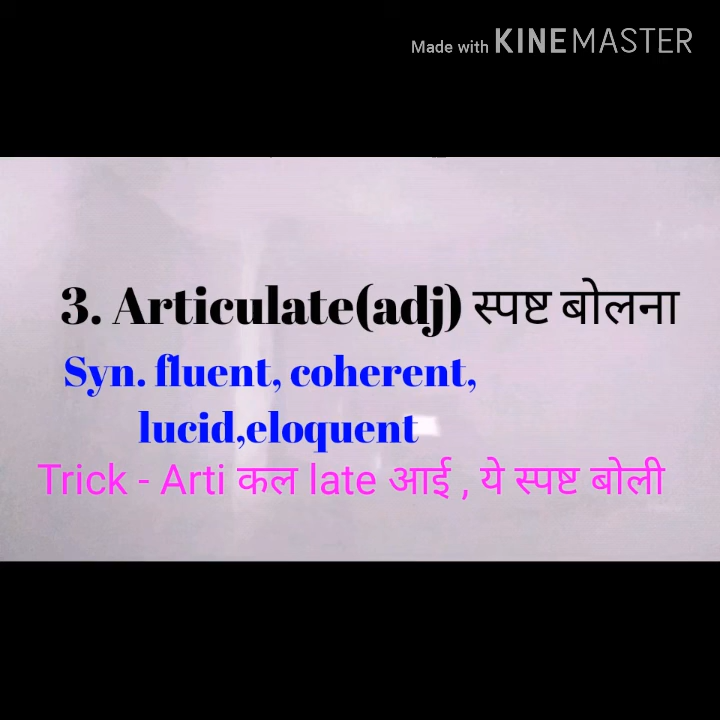 Made with KINEMASTER
3. Articulate(adj) स्पष्ट बोलना
Syn. fluent, coherent,
lucid,eloquent
Trick - Arti कल late आई , ये स्पष्ट बोली